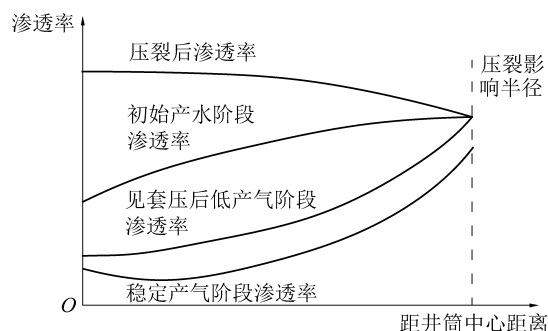 渗透率
压裂后渗透率
压裂影
响半径
初始产水阶段
渗透率
见套压后低产气阶段
渗透率
稳定产气阶段渗透率
O
距井筒中心距离